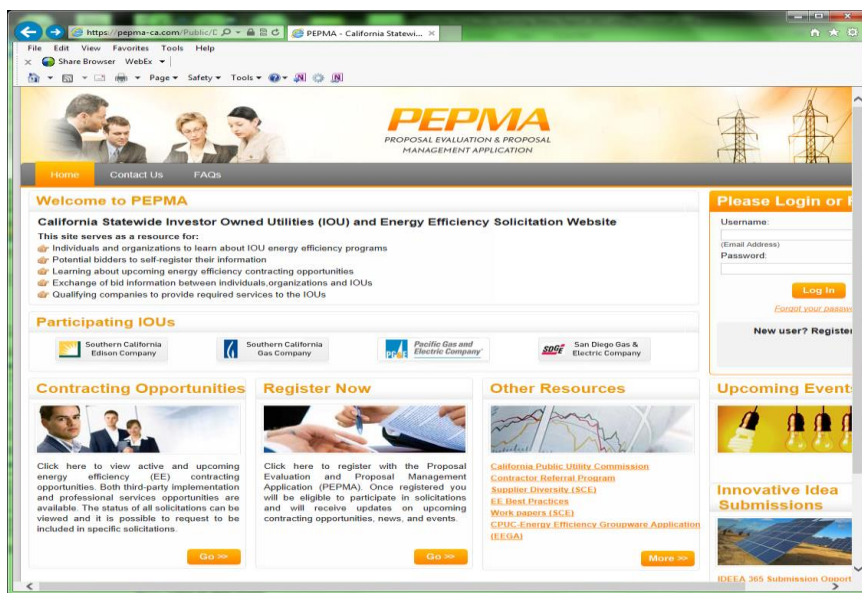 https://pepma-ca.com/Public/
PEPMA - California Statewi...
File Edit View Favorites Tools Help
Share Browser WebEx
Page Safety Tools
PEPMA
PROPOSAL EVALUATION & PROPOSAL
MANAGEMENT APPLICATION
Home Contact Us FAQs
Welcome to PEPMA
California Statewide Investor Owned Utilities (IOU) and Energy Efficiency Solicitation Website
This site serves as a resource for:
Individuals and organizations to learn about IOU energy efficiency programs
Potential bidders to self-register their information
Learning about upcoming energy efficiency contracting opportunities
Exchange of bid information between individuals,organizations and IOUs
Qualifying companies to provide required services to the IOUs
Please Login or
Username:
(Email Address)
Password:
Log In
Forgot your passw
New user? Register
Participating IOUs
Southern California
Edison Company
Southern California
Gas Company
PG&E
Pacific Gas and
Electric Company
SDGE
San Diego Gas &
Electric Company
Contracting Opportunities
Click here to view active and upcoming
energy efficiency (EE) contracting
opportunities. Both third-party implementation
and professional services opportunities are
available. The status of all solicitations can be
viewed and it is possible to request to be
included in specific solicitations.
Go >>
Register Now
Click here to register with the Proposal
Evaluation and Proposal Management
Application (PEPMA). Once registered you
will be eligible to participate in solicitations
and will receive updates on upcoming
contracting opportunities, news, and events.
Go >>
Other Resources
California Public Utility Commission
Contractor Referral Program
Supplier Diversity (SCE)
EE Best Practices
Work papers (SCE)
CPUC-Energy Efficiency Groupware Application
(EEGA)
More >>
Upcoming Event
Innovative Idea
Submissions
IDEEA 365 Submission Opport